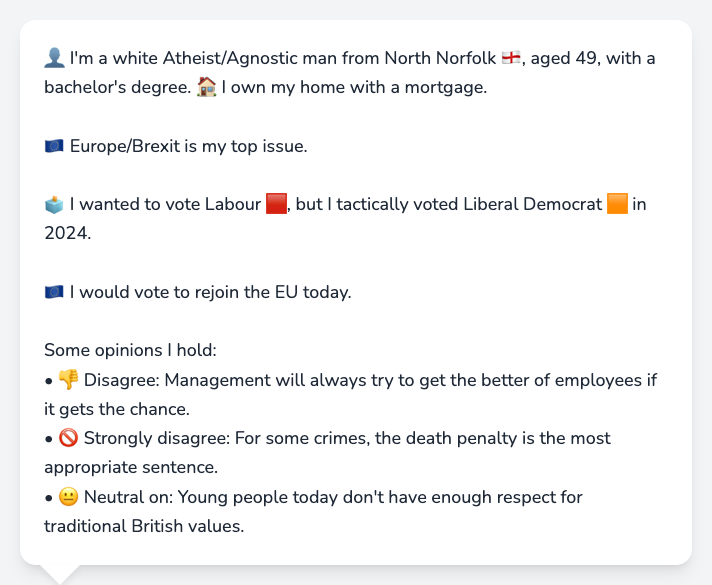 👤 I'm a white Atheist/Agnostic man from North Norfolk 🏴󠁧󠁢󠁥󠁮󠁧󠁿, aged 49, with a
bachelor's degree. 🏠 I own my home with a mortgage.
🇪🇺 Europe/Brexit is my top issue.
🗳️ I wanted to vote Labour 🟥, but I tactically voted Liberal Democrat 🟧 in
2024.
🇪🇺 I would vote to rejoin the EU today.
Some opinions I hold:
• 👎 Disagree: Management will always try to get the better of employees if
it gets the chance.
• 🚫 Strongly disagree: For some crimes, the death penalty is the most
appropriate sentence.
• 😐 Neutral on: Young people today don't have enough respect for
traditional British values.